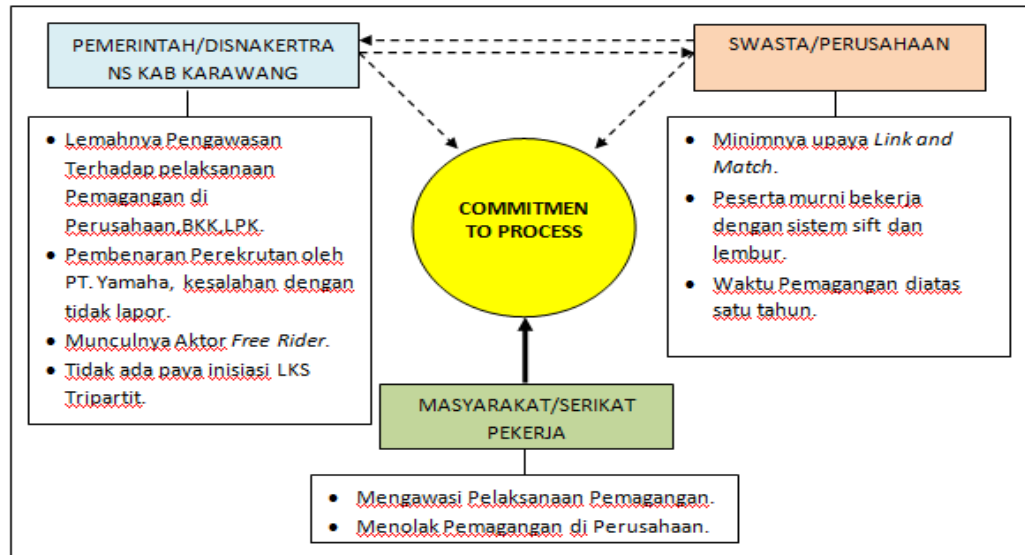 PEMERINTAH/DISNAKERTRA
NS KAB KARAWANG
SWASTA/PERUSAHAAN
• Lemahnya Pengawasan
Terhadap pelaksanaan
Pemagangan di
Perusahaan,BKK,LPK.
• Pembenaran Perekrutan oleh
PT. Yamaha, kesalahan dengan
tidak lapor.
• Munculnya Aktor Free Rider.
• Tidak ada paya inisiasi LKS
Tripartit.
COMMITMEN
TO PROCESS
• Minimnya upaya Link and
Match.
• Peserta murni bekerja
dengan sistem sift dan
lembur.
• Waktu Pemagangan diatas
satu tahun.
MASYARAKAT/SERIKAT
PEKERJA
• Mengawasi Pelaksanaan Pemagangan.
• Menolak Pemagangan di Perusahaan.